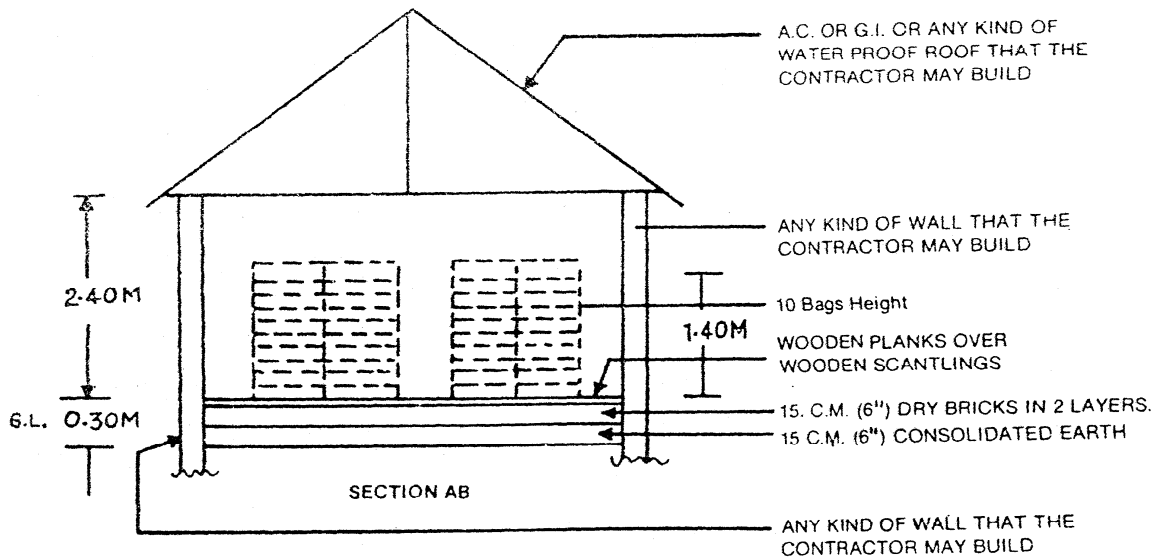 A.C. OR G.I. OR ANY KIND OF
WATER PROOF ROOF THAT THE
CONTRACTOR MAY BUILD
ANY KIND OF WALL THAT THE
CONTRACTOR MAY BUILD
2.40M
10 Bags Height
1.40M
WOODEN PLANKS OVER
WOODEN SCANTLINGS
G.L. 0.30M
15. C.M. (6") DRY BRICKS IN 2 LAYERS.
15 C.M. (6") CONSOLIDATED EARTH
SECTION AB
ANY KIND OF WALL THAT THE
CONTRACTOR MAY BUILD